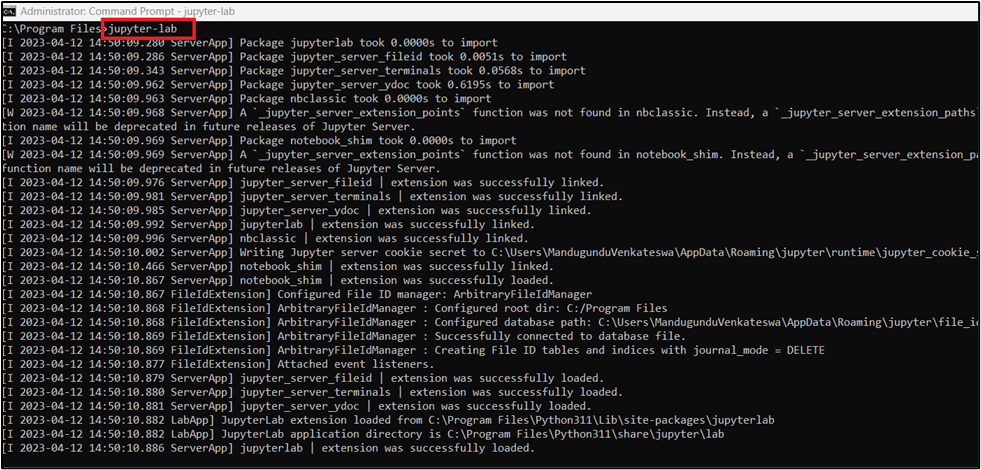 Administrator: Command Prompt - jupyter-lab
C:\Program Files>jupyter-lab
[I 2023-04-12 14:50:09.280 ServerApp] Package jupyterlab took 0.0000s to import
[I 2023-04-12 14:50:09.286 ServerApp] Package jupyter_server_fileid took 0.0051s to import
[I 2023-04-12 14:50:09.343 ServerApp] Package jupyter_server_terminals took 0.0568s to import
[I 2023-04-12 14:50:09.962 ServerApp] Package jupyter_server_ydoc took 0.6195s to import
[I 2023-04-12 14:50:09.963 ServerApp] Package nbclassic took 0.0000s to import
[W 2023-04-12 14:50:09.968 ServerApp] A `_jupyter_server_extension_points` function was not found in nbclassic. Instead, a `_jupyter_server_extension_paths`
tion name will be deprecated in future releases of Jupyter Server.
[I 2023-04-12 14:50:09.969 ServerApp] Package notebook_shim took 0.0000s to import
[W 2023-04-12 14:50:09.969 ServerApp] A `_jupyter_server_extension_points` function was not found in notebook_shim. Instead, a `_jupyter_server_extension_pa
function name will be deprecated in future releases of Jupyter Server.
[I 2023-04-12 14:50:09.976 ServerApp] jupyter_server_fileid | extension was successfully linked.
[I 2023-04-12 14:50:09.981 ServerApp] jupyter_server_terminals | extension was successfully linked.
[I 2023-04-12 14:50:09.985 ServerApp] jupyter_server_ydoc | extension was successfully linked.
[I 2023-04-12 14:50:09.992 ServerApp] jupyterlab | extension was successfully linked.
[I 2023-04-12 14:50:09.996 ServerApp] nbclassic | extension was successfully linked.
[I 2023-04-12 14:50:10.002 ServerApp] Writing Jupyter server cookie secret to C:\Users\MandugunduVenkateswa\AppData\Roaming\jupyter\runtime\jupyter_cookie_s
[I 2023-04-12 14:50:10.466 ServerApp] notebook_shim | extension was successfully linked.
[I 2023-04-12 14:50:10.867 ServerApp] notebook_shim | extension was successfully loaded.
[I 2023-04-12 14:50:10.867 FileIdExtension] Configured File ID manager: ArbitraryFileIdManager
[I 2023-04-12 14:50:10.868 FileIdExtension] ArbitraryFileIdManager : Configured root dir: C:/Program Files
[I 2023-04-12 14:50:10.868 FileIdExtension] ArbitraryFileIdManager : Configured database path: C:\Users\MandugunduVenkateswa\AppData\Roaming\jupyter\file_id
[I 2023-04-12 14:50:10.869 FileIdExtension] ArbitraryFileIdManager : Successfully connected to database file.
[I 2023-04-12 14:50:10.869 FileIdExtension] ArbitraryFileIdManager : Creating File ID tables and indices with journal_mode = DELETE
[I 2023-04-12 14:50:10.877 FileIdExtension] Attached event listeners.
[I 2023-04-12 14:50:10.879 ServerApp] jupyter_server_fileid | extension was successfully loaded.
[I 2023-04-12 14:50:10.880 ServerApp] jupyter_server_terminals | extension was successfully loaded.
[I 2023-04-12 14:50:10.881 ServerApp] jupyter_server_ydoc | extension was successfully loaded.
[I 2023-04-12 14:50:10.882 LabApp] JupyterLab extension loaded from C:\Program Files\Python311\Lib\site-packages\jupyterlab
[I 2023-04-12 14:50:10.882 LabApp] JupyterLab application directory is C:\Program Files\Python311\share\jupyter\lab
[I 2023-04-12 14:50:10.886 ServerApp] jupyterlab | extension was successfully loaded.